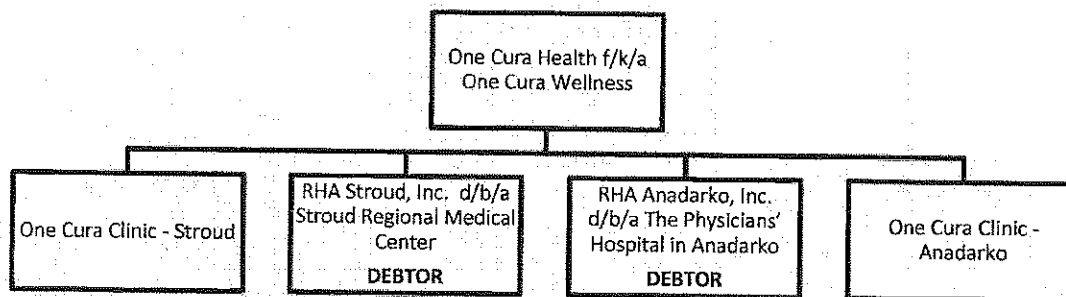 One Cura Health f/k/a
One Cura Wellness
One Cura Clinic - Stroud
RHA Stroud, Inc. d/b/a
Stroud Regional Medical
Center
DEBTOR
RHA Anadarko, Inc.
d/b/a The Physicians'
Hospital in Anadarko
DEBTOR
One Cura Clinic -
Anadarko